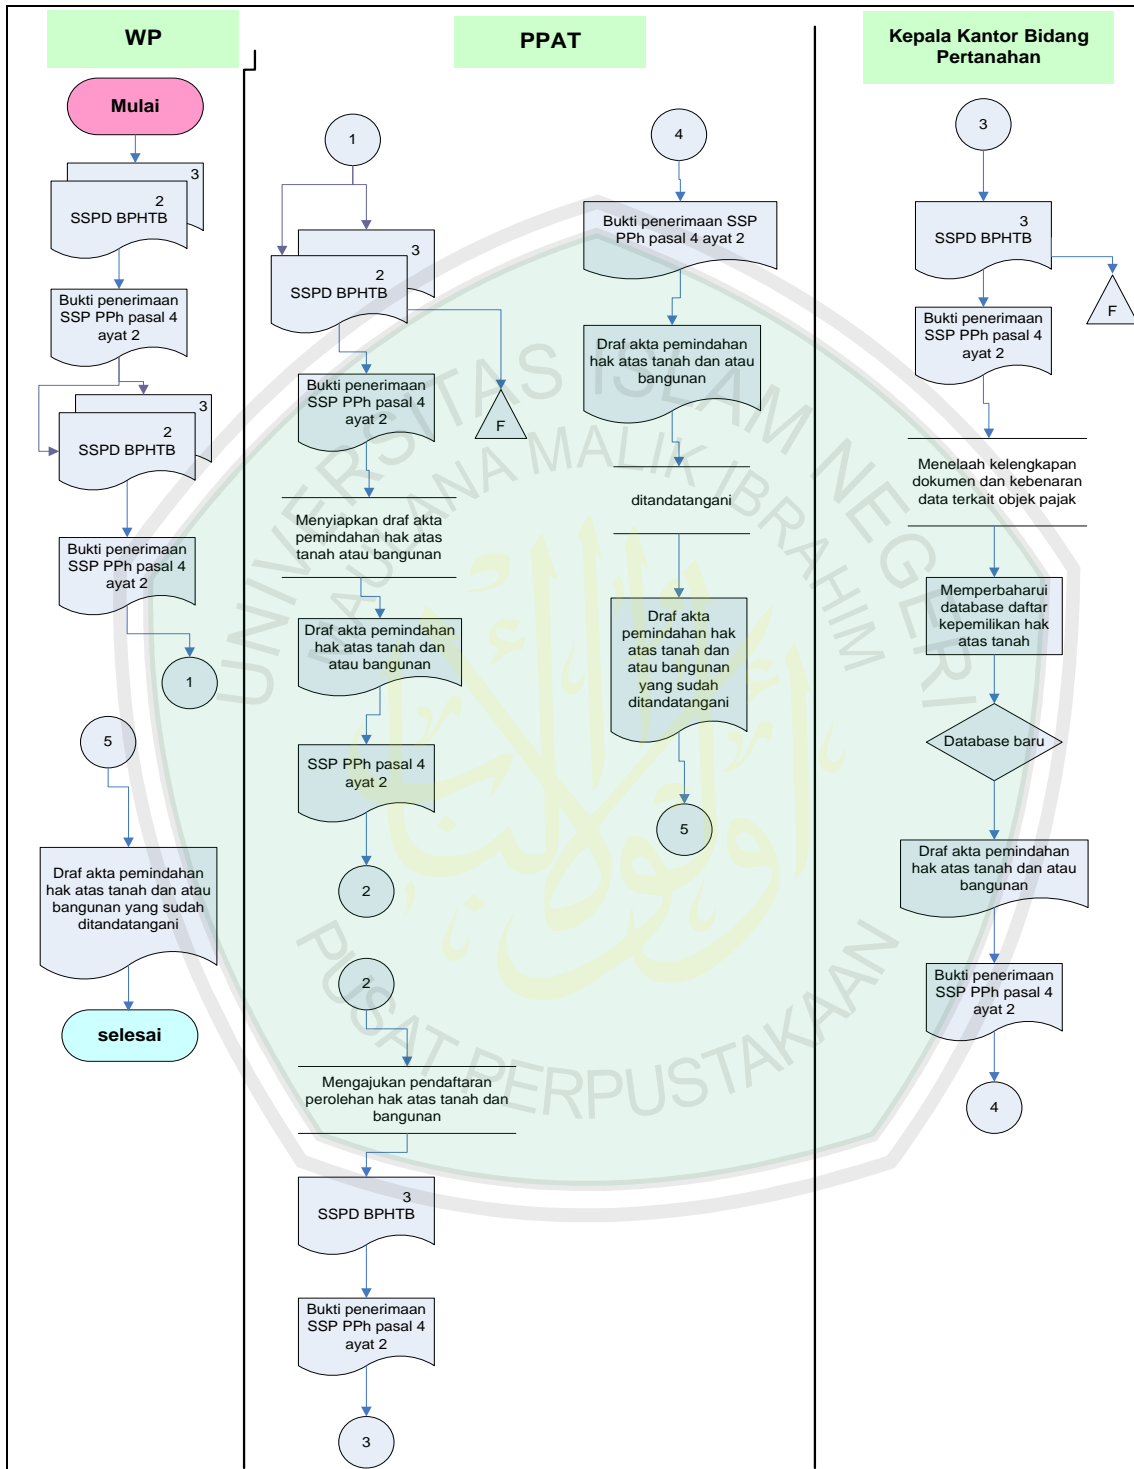 WP
Mulai
3
2
SSPD BPHTB
Bukti penerimaan
SSP PPh pasal 4
ayat 2
3
2
SSPD BPHTB
Bukti penerimaan
SSP PPh pasal 4
ayat 2
1
5
Draf akta pemindahan
hak atas tanah dan atau
bangunan yang sudah
ditandatangani
selesai
PPAT
1
3
2
SSPD BPHTB
F
Bukti penerimaan
SSP PPh pasal 4
ayat 2
Menyiapkan draf akta
pemindahan hak atas
tanah atau bangunan
Draf akta pemindahan
hak atas tanah dan
atau bangunan
SSP PPh pasal 4
ayat 2
2
2
Mengajukan pendaftaran
perolehan hak atas tanah dan
bangunan
3
SSPD BPHTB
Bukti penerimaan
SSP PPh pasal 4
ayat 2
3
4
Bukti penerimaan SSP
PPh pasal 4 ayat 2
Draf akta pemindahan
hak atas tanah dan atau
bangunan
ditandatangani
Draf akta
pemindahan hak
atas tanah dan
atau bangunan
yang sudah
ditandatangani
5
Kepala Kantor Bidang
Pertanahan
3
3
SSPD BPHTB
F
Bukti penerimaan
SSP PPh pasal 4
ayat 2
Menelaah kelengkapan
dokumen dan kebenaran
data terkait objek pajak
Memperbaharui
database daftar
kepemilikan hak
atas tanah
Database baru
Draf akta pemindahan
hak atas tanah dan atau
bangunan
Bukti penerimaan
SSP PPh pasal 4
ayat 2
4
UNIVERSITAS ISLAM NEGERI
MAULANA MALIK IBRAHIM
PUSAT PERPUSTAKAAN